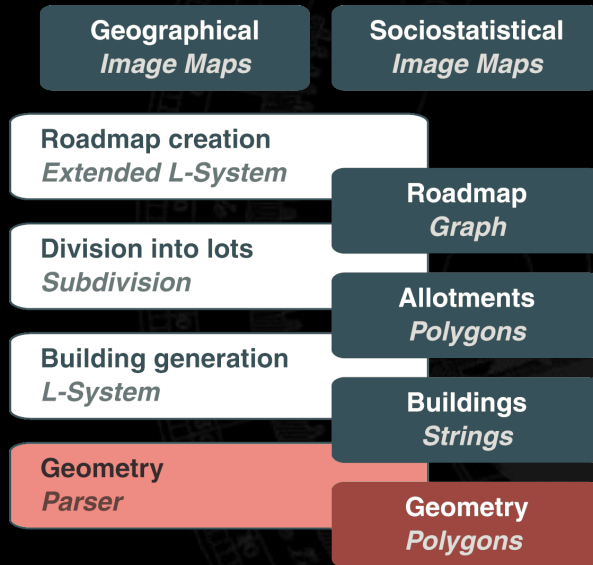 Geographical
Image Maps
Sociostatistical
Image Maps
Roadmap creation
Extended L-System
Roadmap
Graph
Division into lots
Subdivision
Allotments
Polygons
Building generation
L-System
Buildings
Strings
Geometry
Parser
Geometry
Polygons